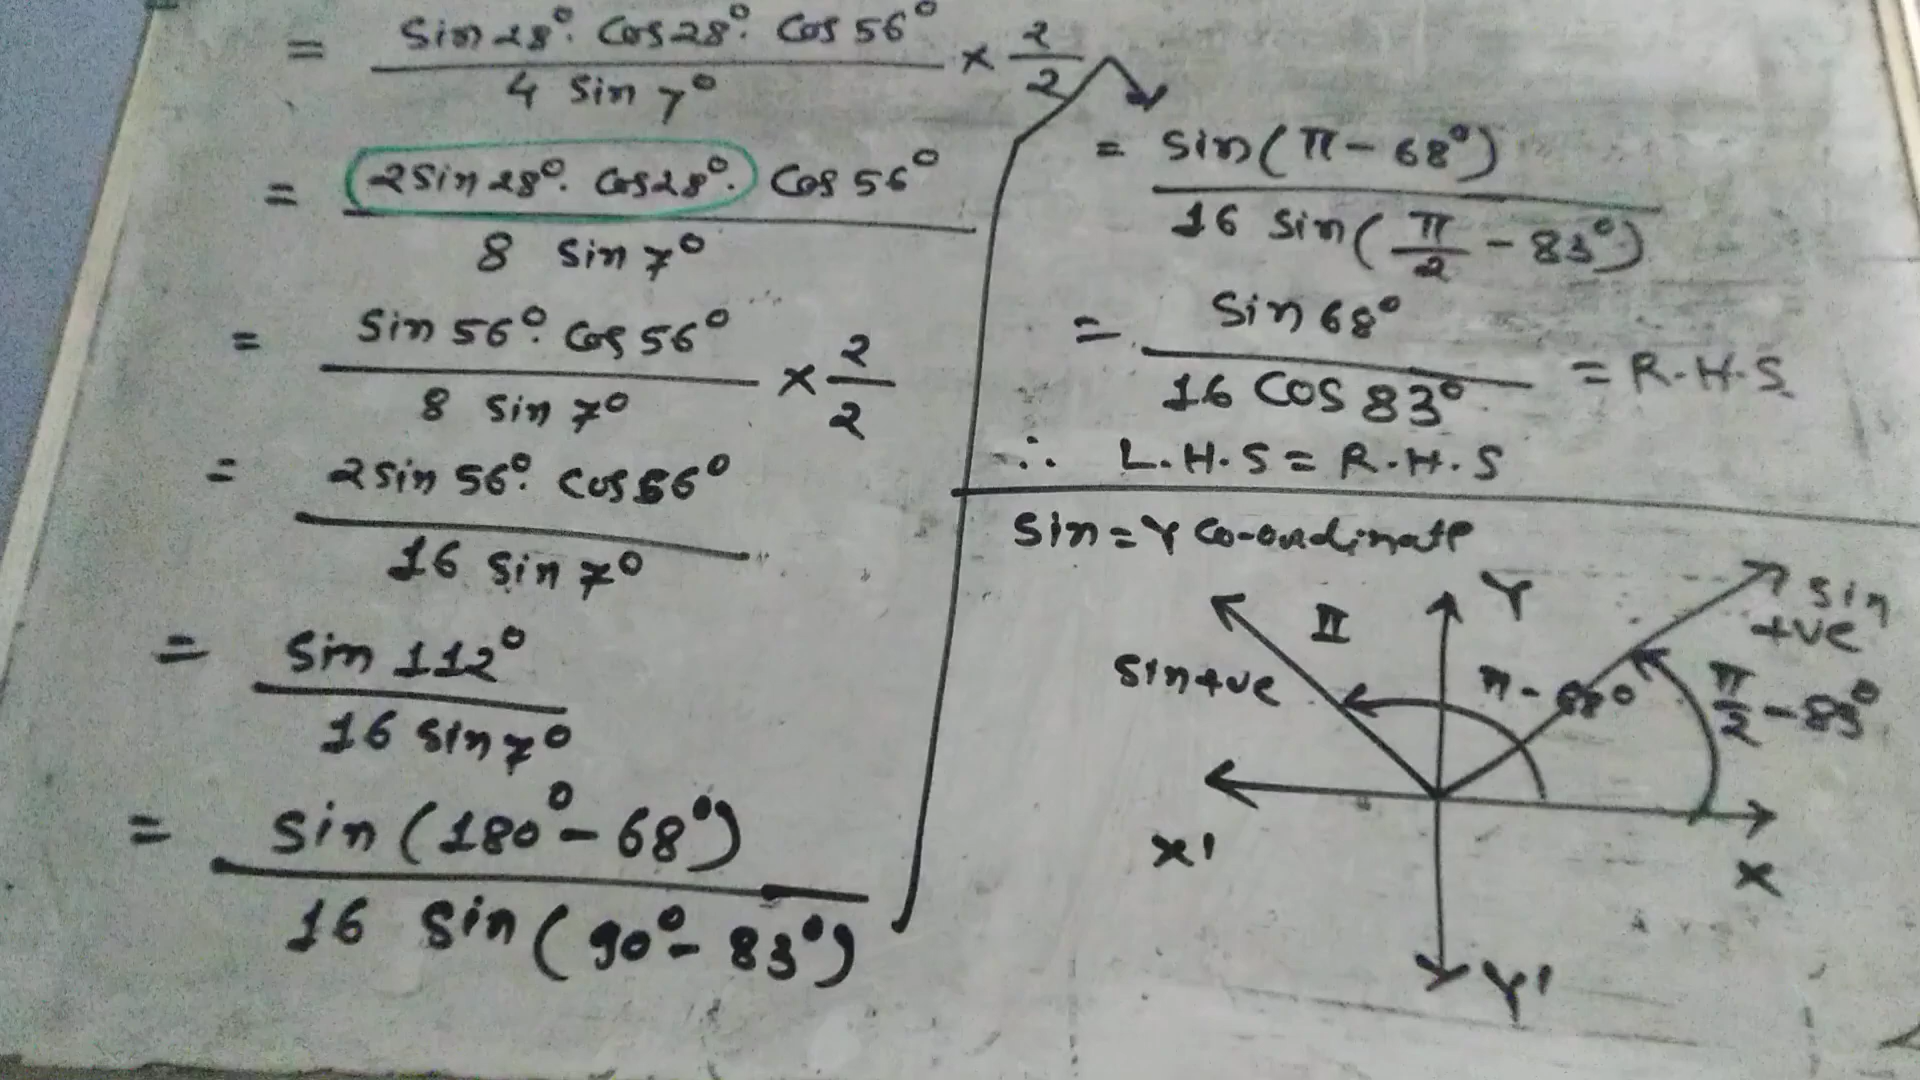 = Sin 28°. Cos 28°. Cos 56° / 4 Sin 7° × 2/2
= 2 Sin 28°. Cos 28°. Cos 56° / 8 Sin 7°
= Sin 56°. Cos 56° / 8 Sin 7° × 2/2
= 2 Sin 56°. Cos 56° / 16 Sin 7°
= Sin 112° / 16 Sin 7°
= Sin (180° - 68°) / 16 Sin (90° - 83°)
= Sin (π - 68°) / 16 Sin (π/2 - 83°)
= Sin 68° / 16 Cos 83° = R.H.S
∴ L.H.S = R.H.S
Sin = Y Co-ordinate
Y
II
Sin +ve
Sin +ve
π - 68°
π/2 - 83°
X'
X
Y'